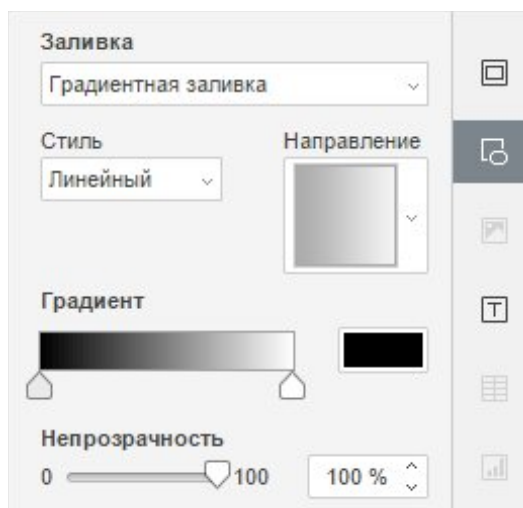 Заливка
Градиентная заливка
Стиль Направление
Линейный
Градиент
Непрозрачность
0 100 100 %